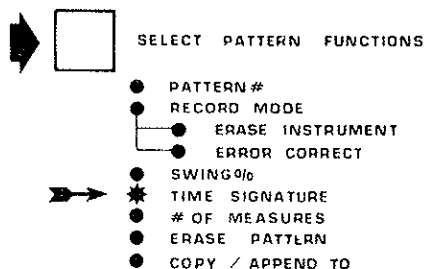 SELECT PATTERN FUNCTIONS
PATTERN #
RECORD MODE
ERASE INSTRUMENT
ERROR CORRECT
SWING %
TIME SIGNATURE
# OF MEASURES
ERASE PATTERN
COPY / APPEND TO